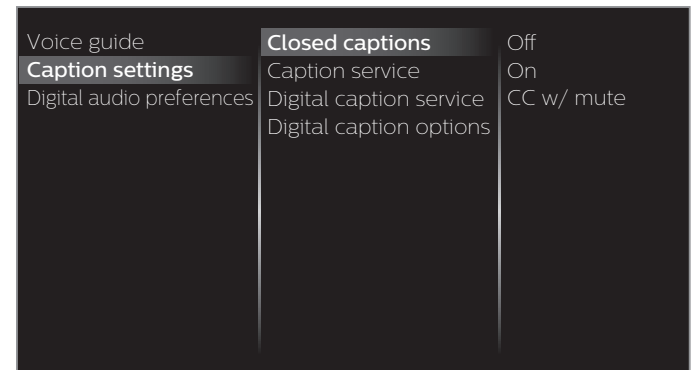 Voice guide
Caption settings
Digital audio preferences
Closed captions
Caption service
Digital caption service
Digital caption options
Off
On
CC w/ mute